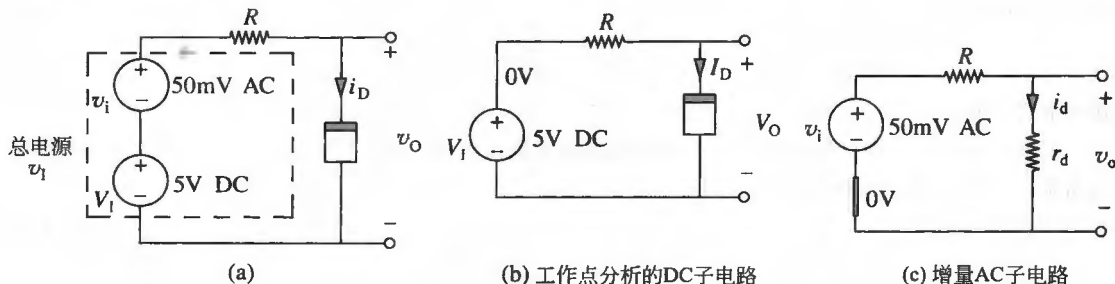 R
50mV AC
v_i
i_D
总电源
v_I
V_I
5V DC
v_O
+
−
(a)
R
0V
I_D
V_I
5V DC
V_O
+
−
(b) 工作点分析的DC子电路
R
v_i
50mV AC
i_d
r_d
v_o
0V
+
−
(c) 增量AC子电路